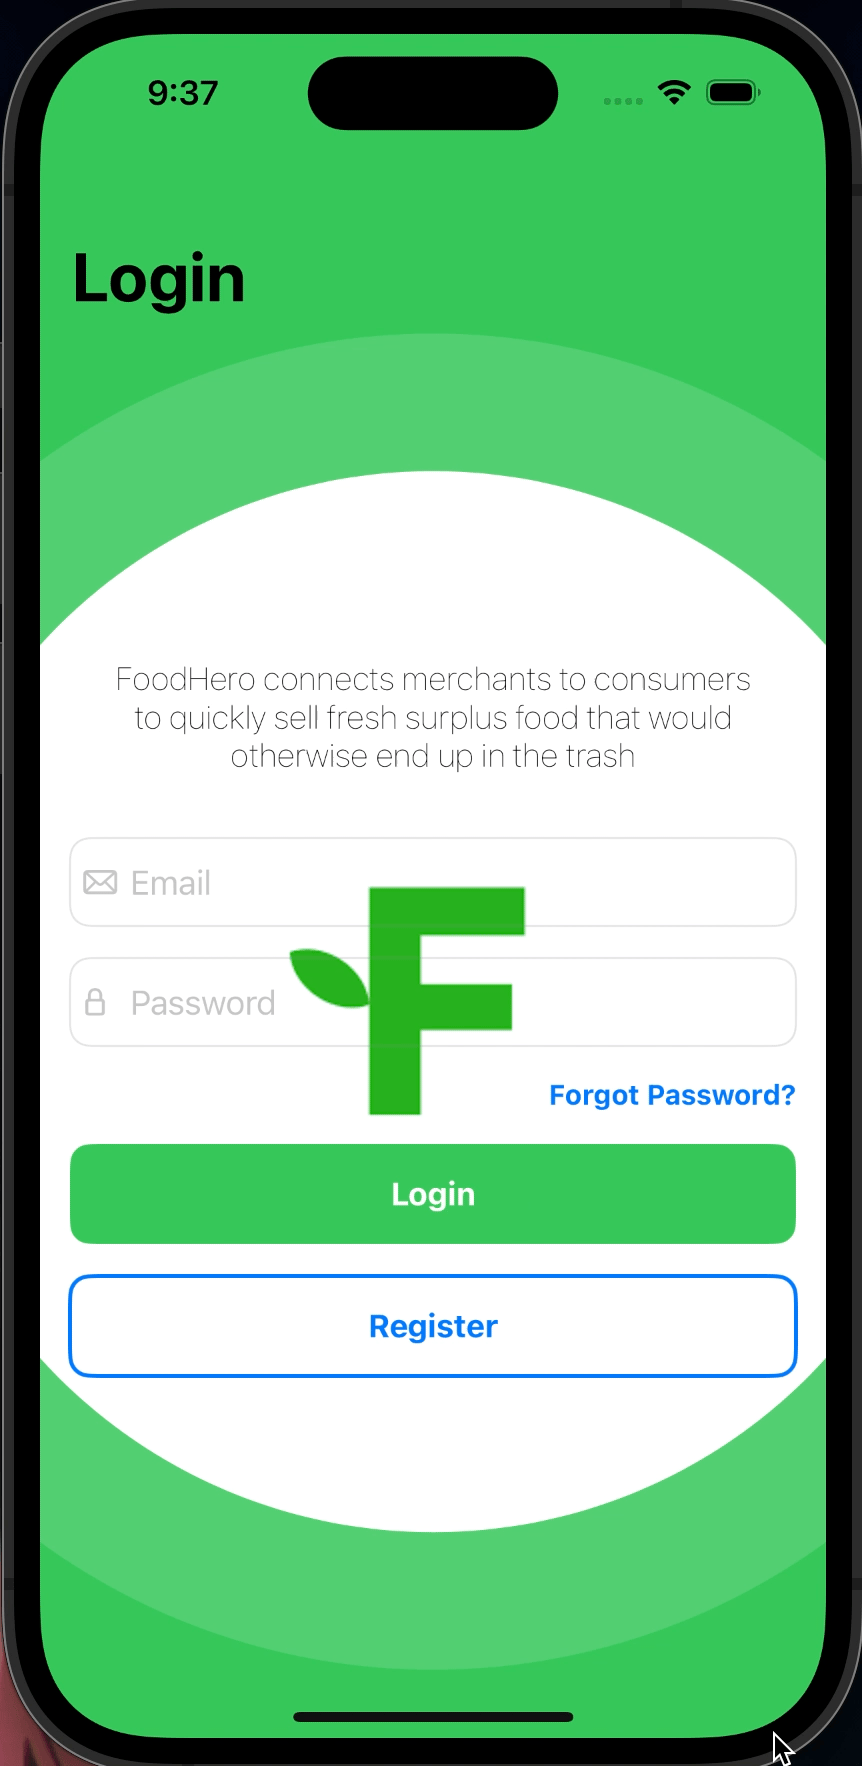 9:37
Login
FoodHero connects merchants to consumers
to quickly sell fresh surplus food that would
otherwise end up in the trash
Email
F
Password
Forgot Password?
Login
Register